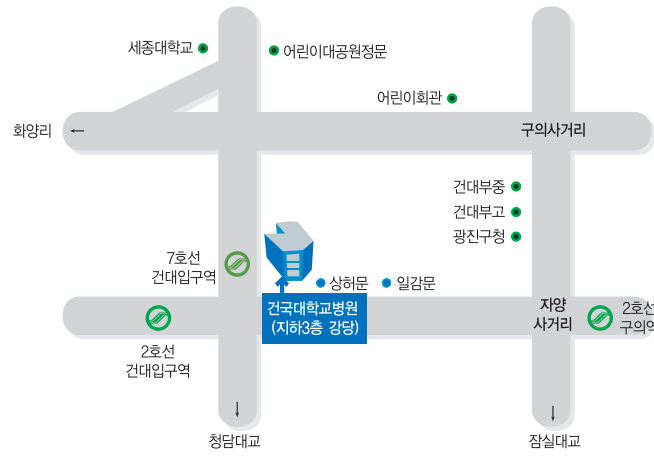 세종대학교
어린이대공원정문
어린이회관
화양리
구의사거리
건대부중
건대부고
광진구청
7호선
건대입구역
상허문
일감문
건국대학교병원
(지하3층 강당)
자양
사거리
2호선
구의역
2호선
건대입구역
청담대교
잠실대교